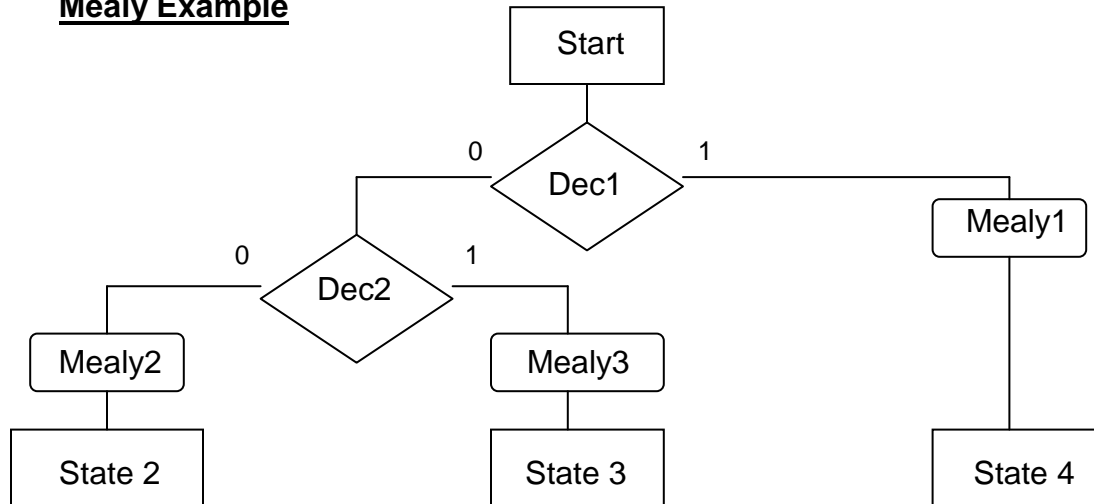 Mealy Example
Start
0
1
Dec1
Mealy1
0
1
Dec2
Mealy2
Mealy3
State 2
State 3
State 4